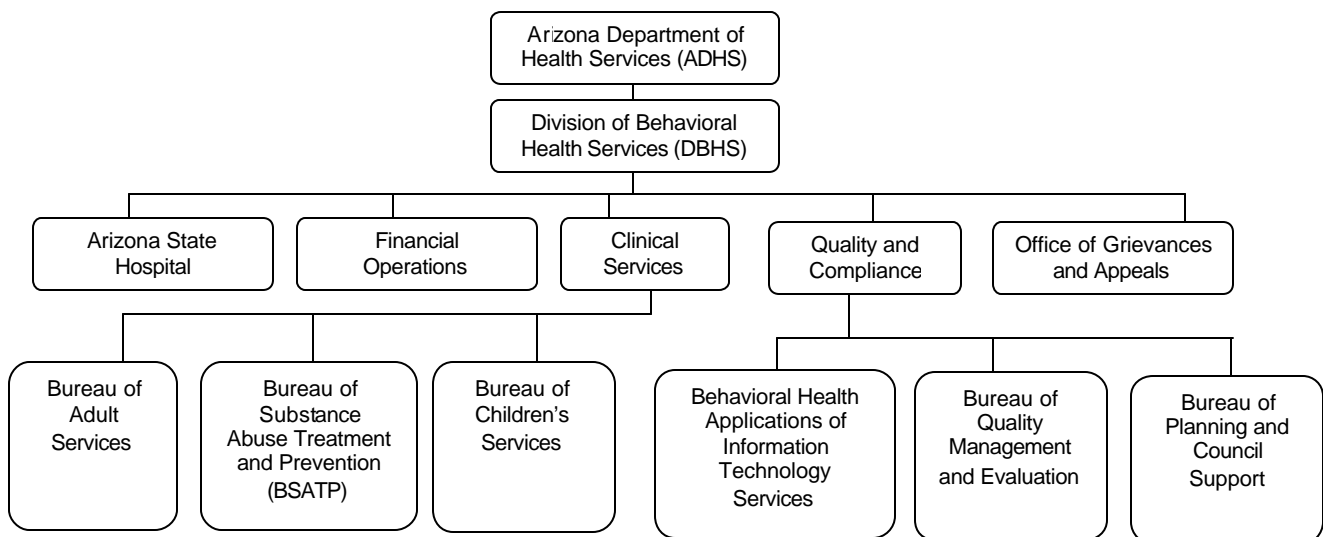 Arizona Department of
Health Services (ADHS)
Division of Behavioral
Health Services (DBHS)
Arizona State
Hospital
Financial
Operations
Clinical
Services
Quality and
Compliance
Office of Grievances
and Appeals
Bureau of
Adult
Services
Bureau of
Substance
Abuse Treatment
and Prevention
(BSATP)
Bureau of
Children's
Services
Behavioral Health
Applications of
Information
Technology
Services
Bureau of
Quality
Management
and Evaluation
Bureau of
Planning and
Council
Support